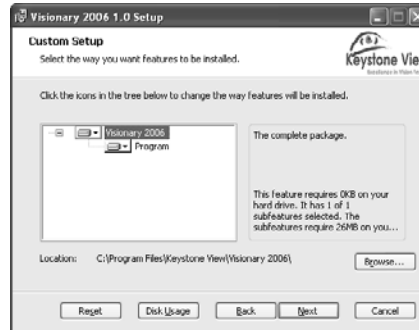 Visionary 2006 1.0 Setup
Custom Setup
Select the way you want features to be installed.
Keystone Vie
Click the icons in the tree below to change the way features will be installed.
Visionary 2006
Program
The complete package.
This feature requires 0KB on your
hard drive. It has 1 of 1
subfeatures selected. The
subfeatures require 26MB on you...
Location: C:\Program Files\Keystone View\Visionary 2006\
Browse...
Reset Disk Usage Back Next Cancel